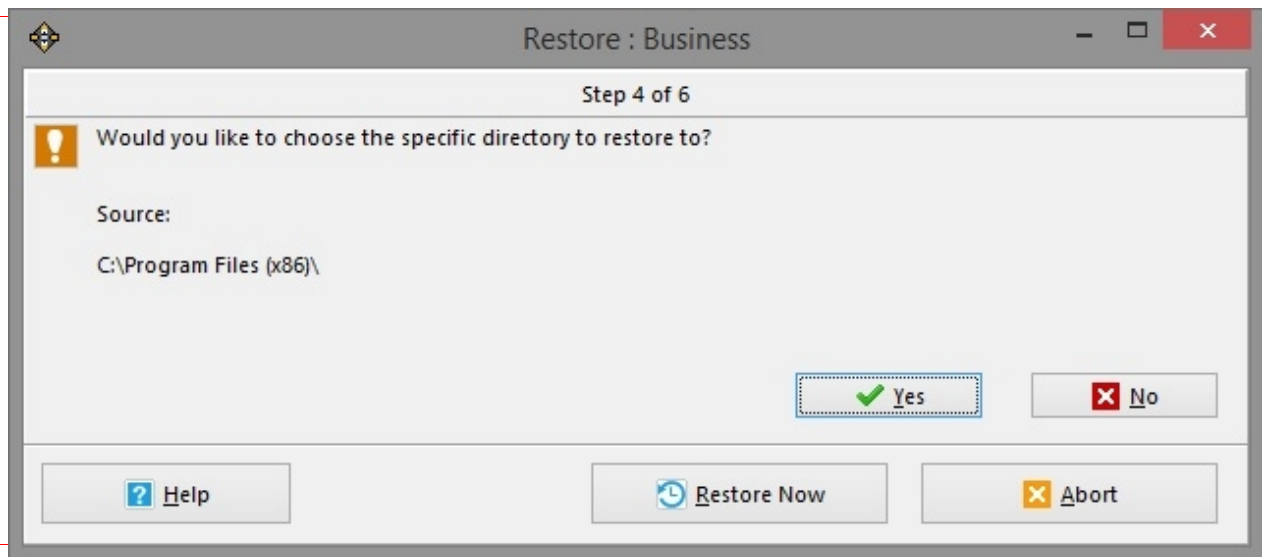 Restore : Business
Step 4 of 6
Would you like to choose the specific directory to restore to?
Source:
C:\Program Files (x86)\
Yes
No
Help
Restore Now
Abort